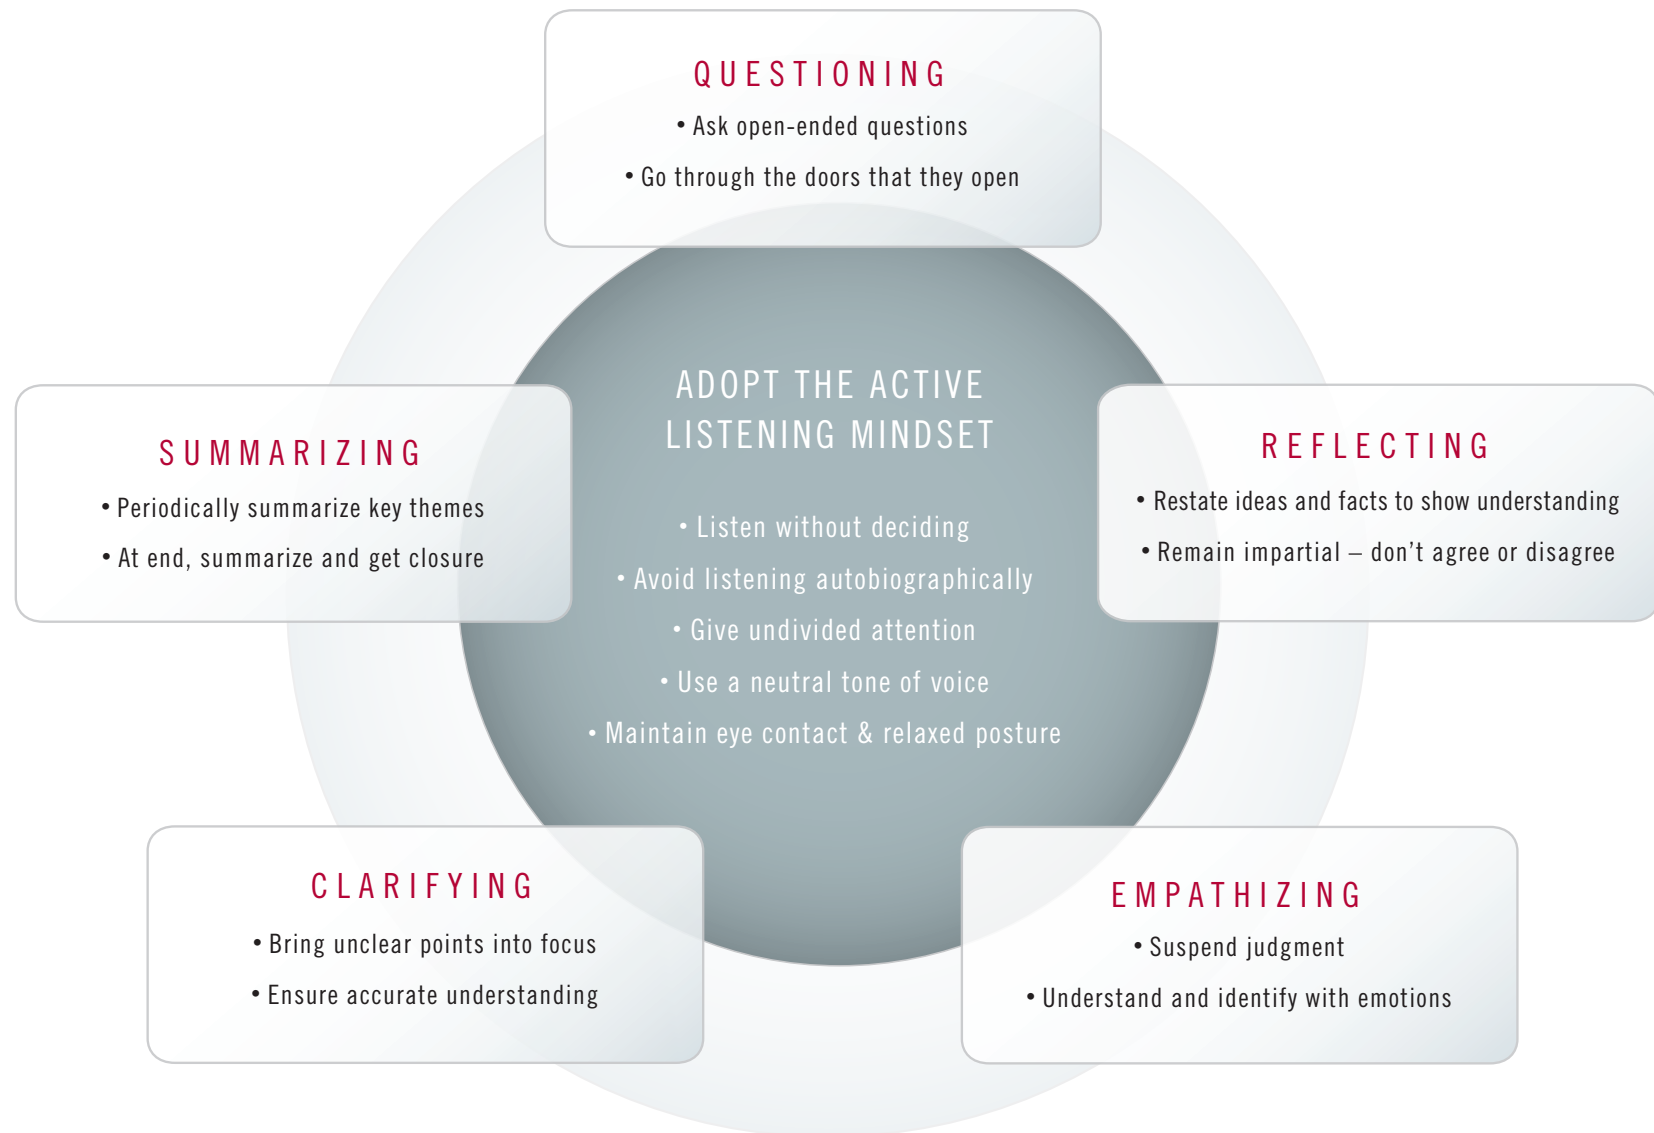 QUESTIONING
• Ask open-ended questions
• Go through the doors that they open
ADOPT THE ACTIVE
LISTENING MINDSET
• Listen without deciding
• Avoid listening autobiographically
• Give undivided attention
• Use a neutral tone of voice
• Maintain eye contact & relaxed posture
SUMMARIZING
• Periodically summarize key themes
• At end, summarize and get closure
REFLECTING
• Restate ideas and facts to show understanding
• Remain impartial – don’t agree or disagree
CLARIFYING
• Bring unclear points into focus
• Ensure accurate understanding
EMPATHIZING
• Suspend judgment
• Understand and identify with emotions